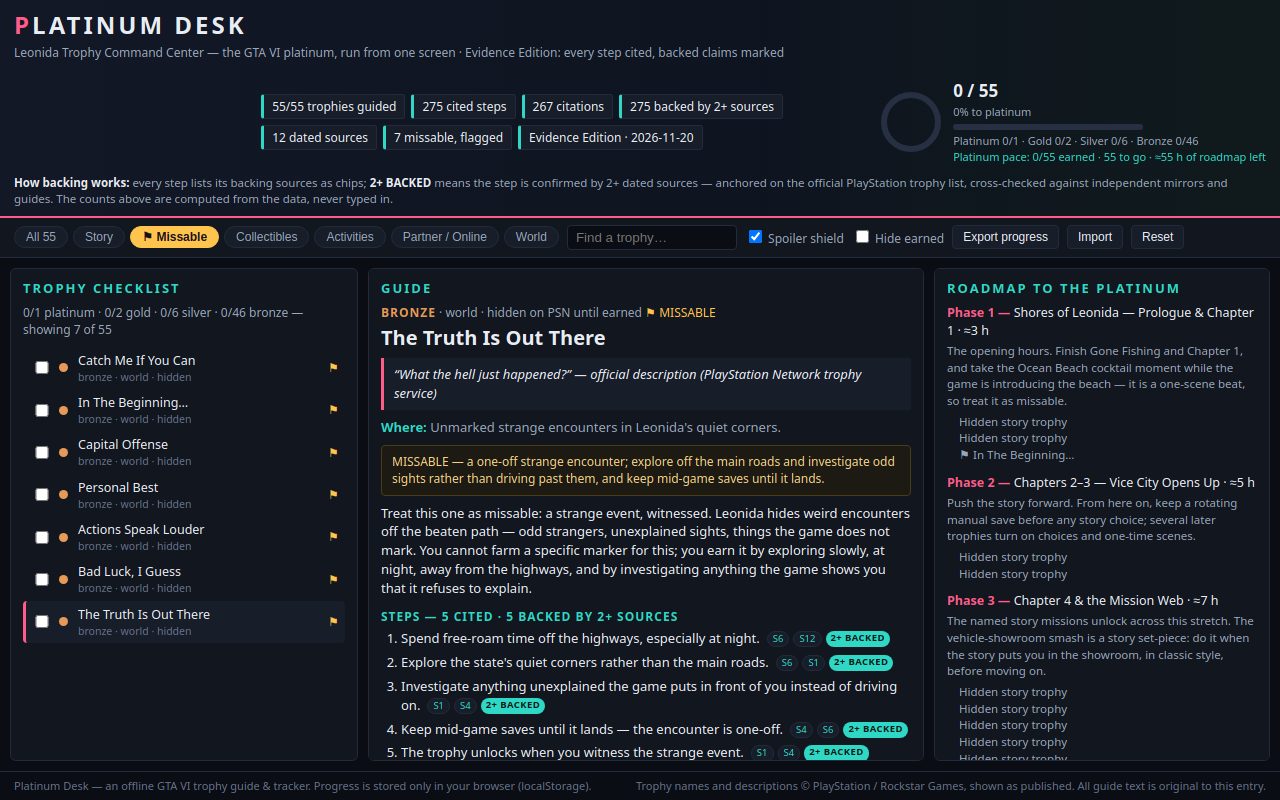 PLATINUM DESK
Leonida Trophy Command Center — the GTA VI platinum, run from one screen · Evidence Edition: every step cited, backed claims marked
55/55 trophies guided
275 cited steps
267 citations
275 backed by 2+ sources
12 dated sources
7 missable, flagged
Evidence Edition · 2026-11-20
0 / 55
0% to platinum
Platinum 0/1 · Gold 0/2 · Silver 0/6 · Bronze 0/46
Platinum pace: 0/55 earned · 55 to go · ≈55 h of roadmap left
How backing works: every step lists its backing sources as chips; 2+ BACKED means the step is confirmed by 2+ dated sources — anchored on the official PlayStation trophy list, cross-checked against independent mirrors and
guides. The counts above are computed from the data, never typed in.
All 55
Story
⚑ Missable
Collectibles
Activities
Partner / Online
World
Find a trophy…
Spoiler shield
Hide earned
Export progress
Import
Reset
TROPHY CHECKLIST
0/1 platinum · 0/2 gold · 0/6 silver · 0/46 bronze —
showing 7 of 55
Catch Me If You Can
bronze · world · hidden
⚑
In The Beginning...
bronze · world · hidden
⚑
Capital Offense
bronze · world · hidden
⚑
Personal Best
bronze · world · hidden
⚑
Actions Speak Louder
bronze · world · hidden
⚑
Bad Luck, I Guess
bronze · world · hidden
⚑
The Truth Is Out There
bronze · world · hidden
⚑
GUIDE
BRONZE · world · hidden on PSN until earned ⚑ MISSABLE
The Truth Is Out There
“What the hell just happened?” — official description (PlayStation Network trophy
service)
Where: Unmarked strange encounters in Leonida's quiet corners.
MISSABLE — a one-off strange encounter; explore off the main roads and investigate odd
sights rather than driving past them, and keep mid-game saves until it lands.
Treat this one as missable: a strange event, witnessed. Leonida hides weird encounters
off the beaten path — odd strangers, unexplained sights, things the game does not
mark. You cannot farm a specific marker for this; you earn it by exploring slowly, at
night, away from the highways, and by investigating anything the game shows you
that it refuses to explain.
STEPS — 5 CITED · 5 BACKED BY 2+ SOURCES
1. Spend free-roam time off the highways, especially at night. S6 S12 2+ BACKED
2. Explore the state's quiet corners rather than the main roads. S6 S1 2+ BACKED
3. Investigate anything unexplained the game puts in front of you instead of driving
on. S1 S4 2+ BACKED
4. Keep mid-game saves until it lands — the encounter is one-off. S4 S6 2+ BACKED
5. The trophy unlocks when you witness the strange event. S1 S4 2+ BACKED
ROADMAP TO THE PLATINUM
Phase 1 — Shores of Leonida — Prologue & Chapter
1 · ≈3 h
The opening hours. Finish Gone Fishing and Chapter 1,
and take the Ocean Beach cocktail moment while the
game is introducing the beach — it is a one-scene beat,
so treat it as missable.
Hidden story trophy
Hidden story trophy
⚑ In The Beginning...
Phase 2 — Chapters 2–3 — Vice City Opens Up · ≈5 h
Push the story forward. From here on, keep a rotating
manual save before any story choice; several later
trophies turn on choices and one-time scenes.
Hidden story trophy
Hidden story trophy
Phase 3 — Chapter 4 & the Mission Web · ≈7 h
The named story missions unlock across this stretch. The
vehicle-showroom smash is a story set-piece: do it when
the story puts you in the showroom, in classic style,
before moving on.
Hidden story trophy
Hidden story trophy
Hidden story trophy
Hidden story trophy
Hidden story trophy
Platinum Desk — an offline GTA VI trophy guide & tracker. Progress is stored only in your browser (localStorage).
Trophy names and descriptions © PlayStation / Rockstar Games, shown as published. All guide text is original to this entry.